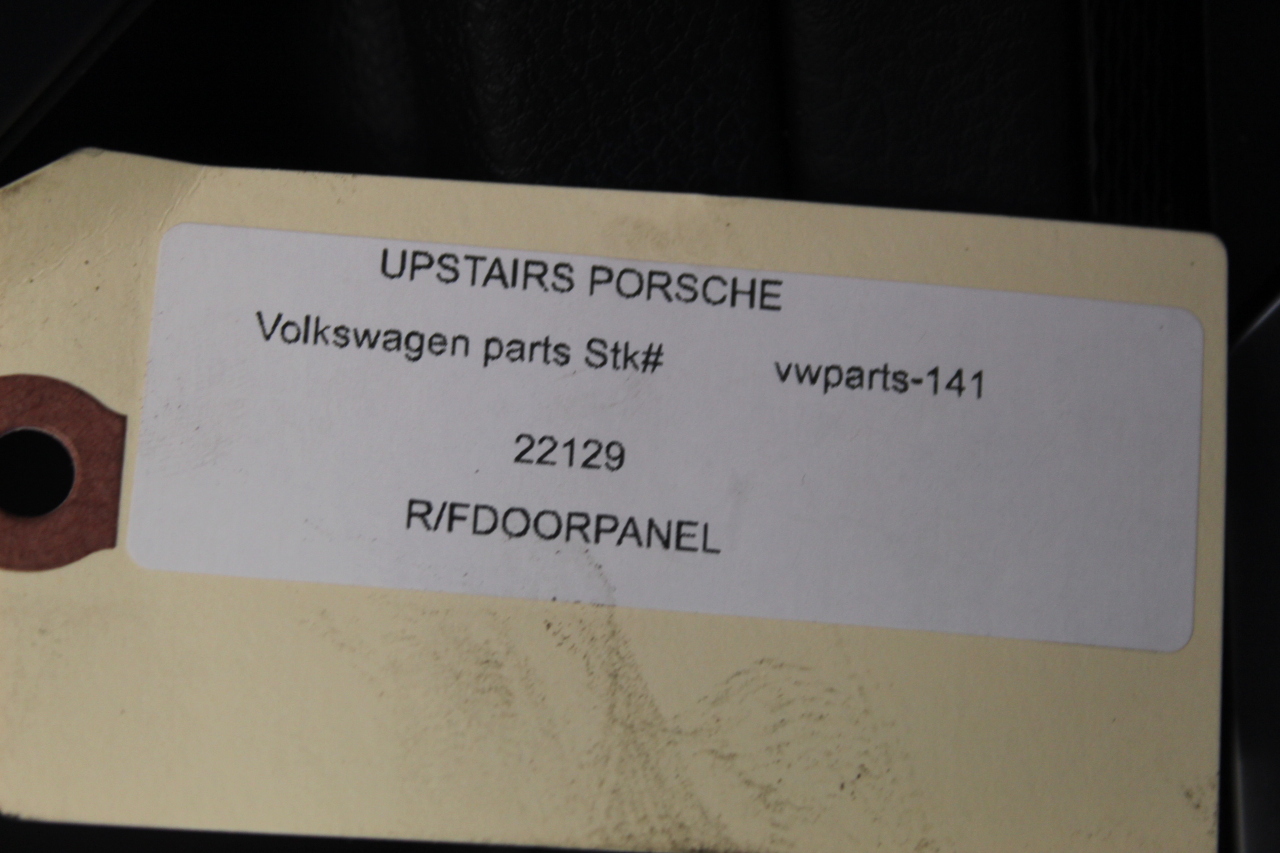 UPSTAIRS PORSCHE
Volkswagen parts Stk# vwparts-141
22129
R/FDOORPANEL